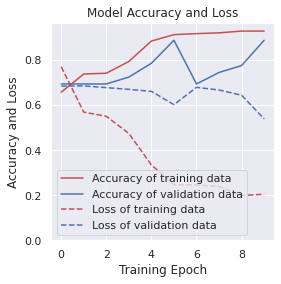 Model Accuracy and Loss
Accuracy and Loss
0.8
0.6
0.4
0.2
0.0
Accuracy of training data
Accuracy of validation data
Loss of training data
Loss of validation data
0 2 4 6 8
Training Epoch